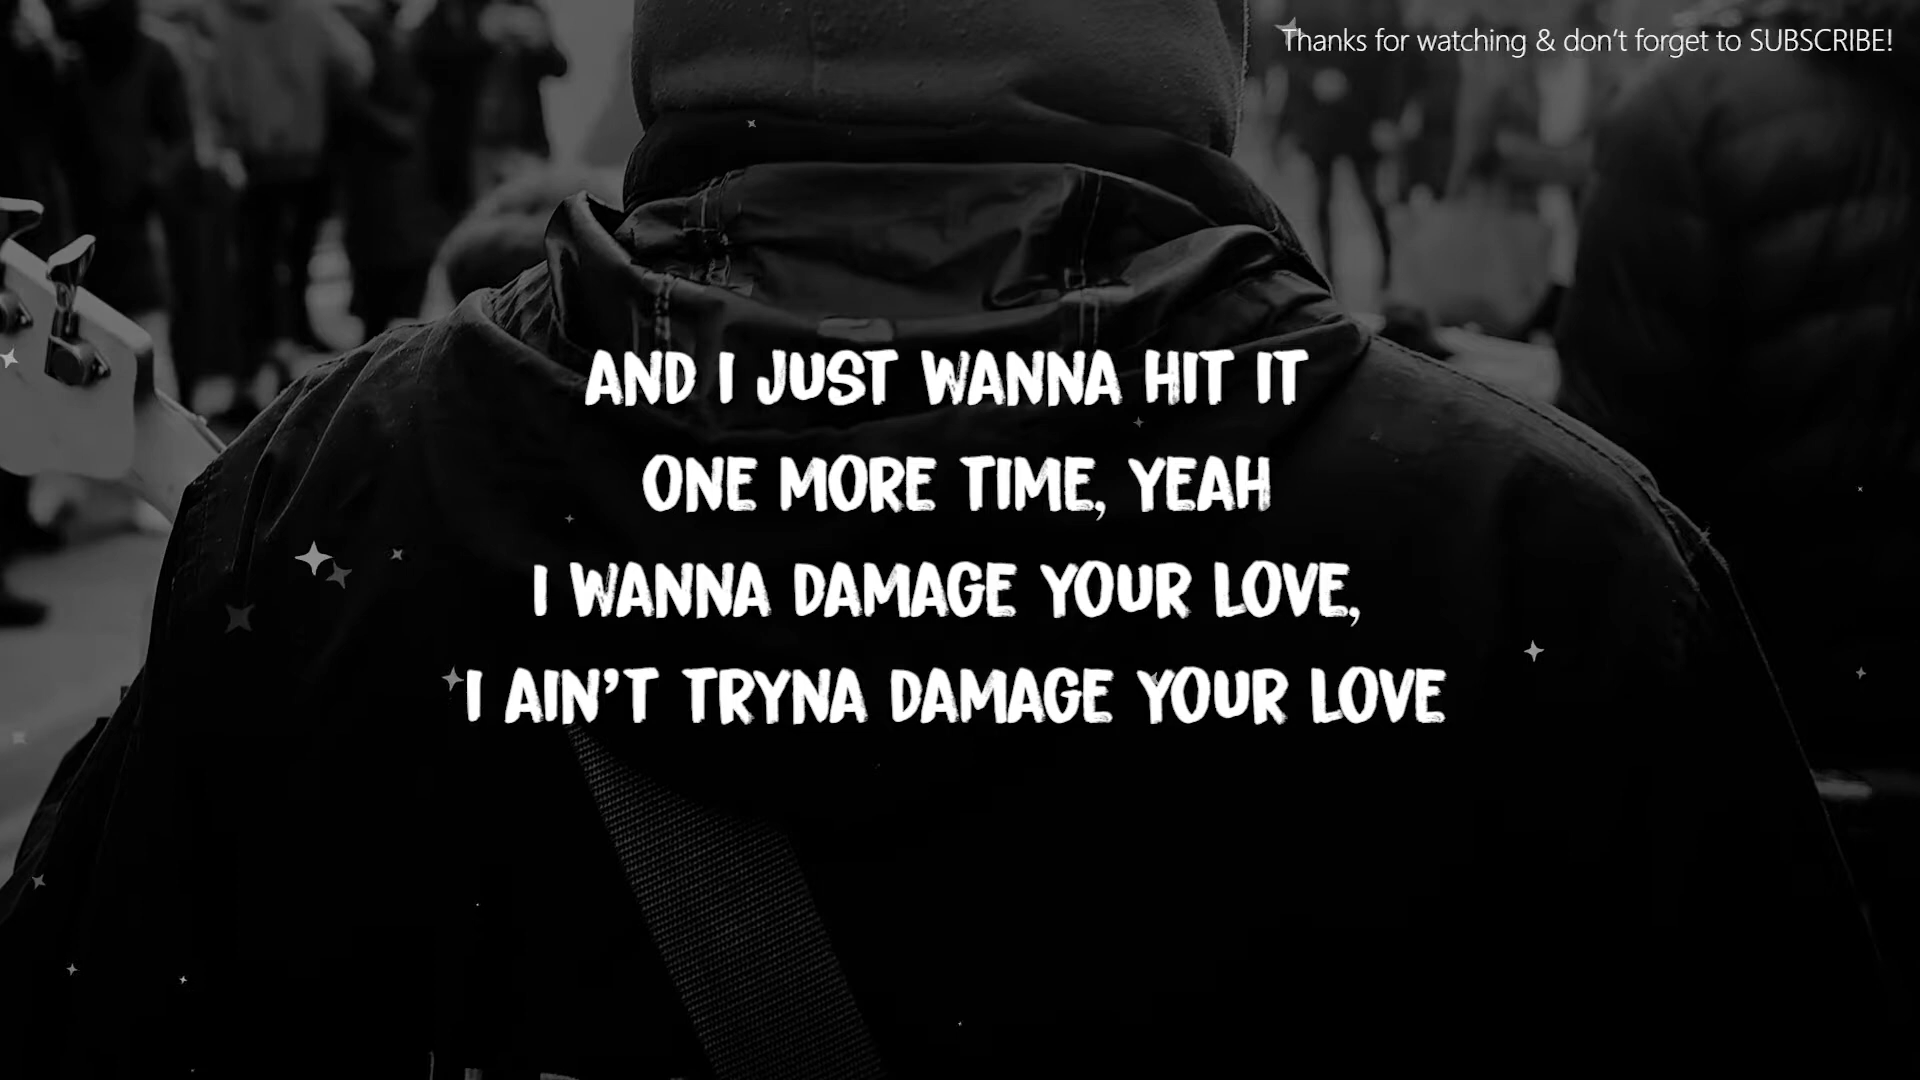 Thanks for watching & don't forget to SUBSCRIBE!
AND I JUST WANNA HIT IT
ONE MORE TIME, YEAH
I WANNA DAMAGE YOUR LOVE,
I AIN'T TRYNA DAMAGE YOUR LOVE